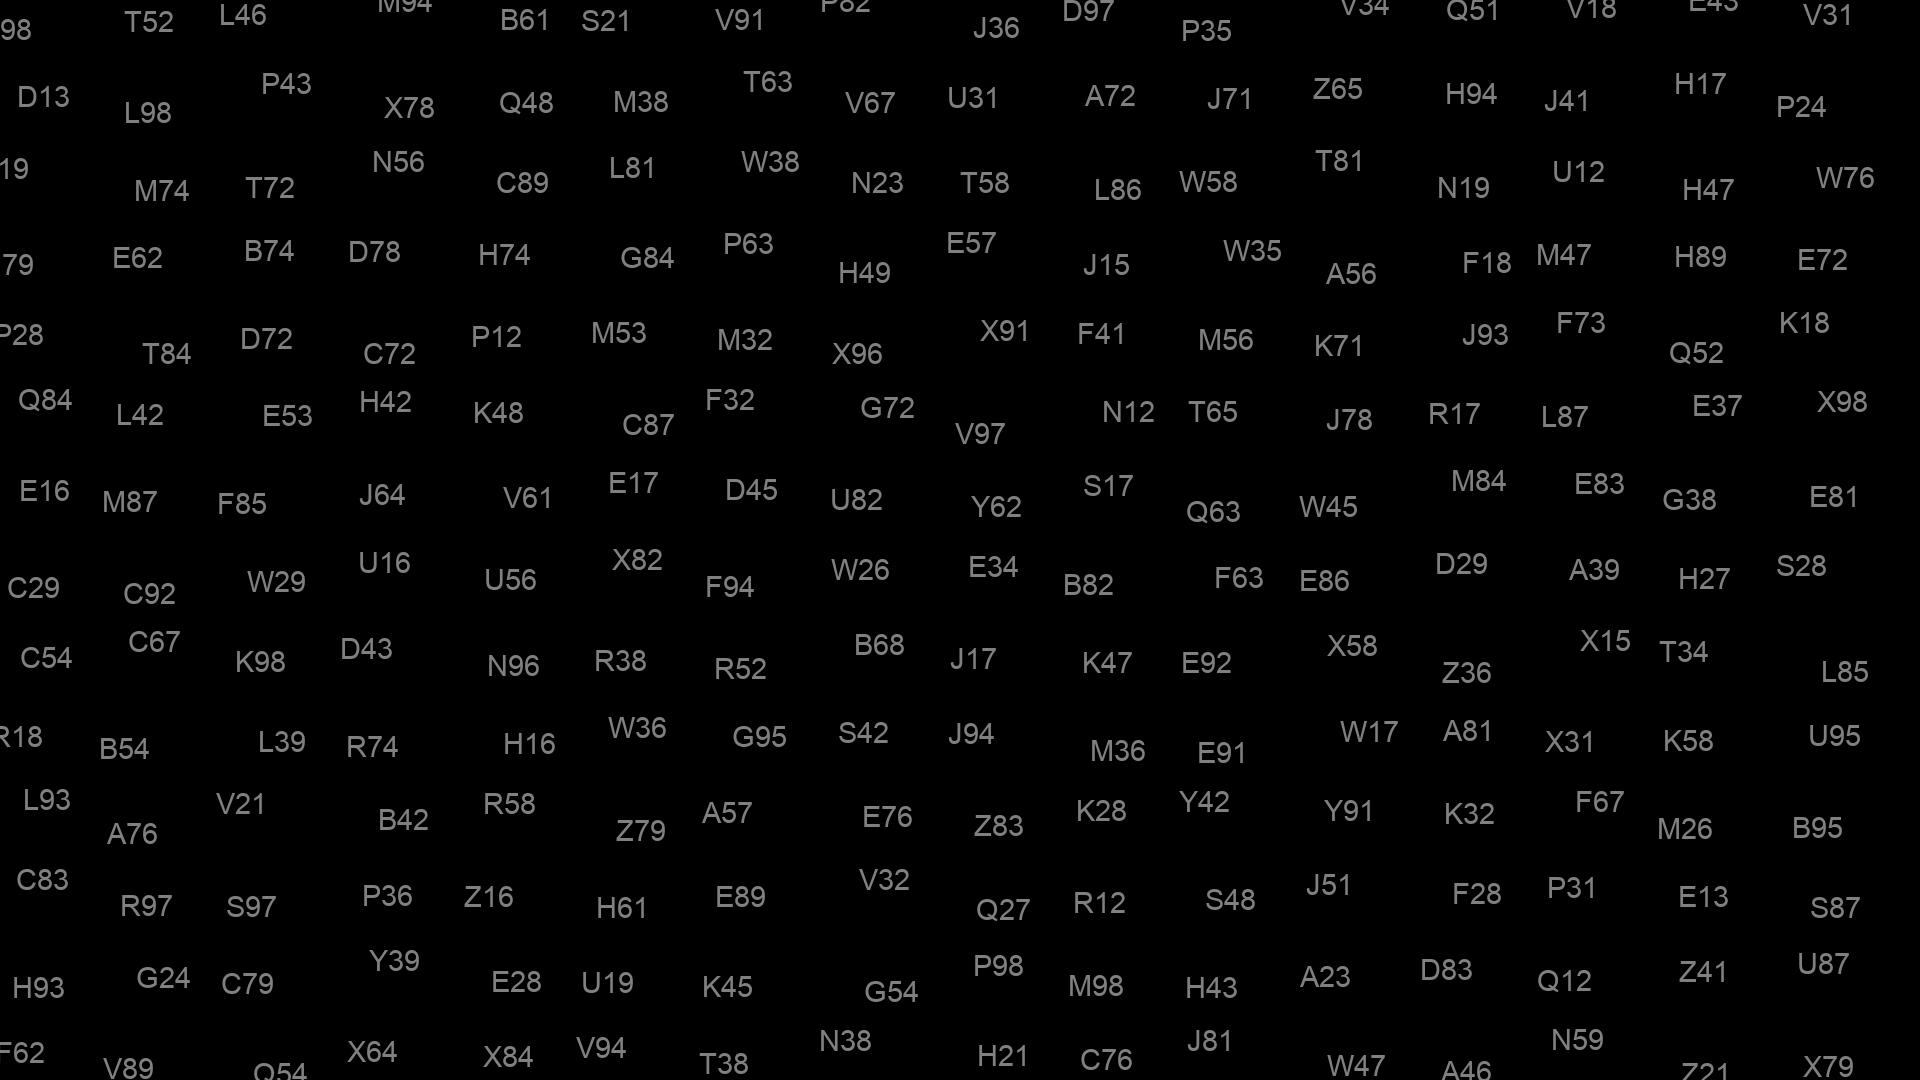 98 T52 L46 M94 B61 S21 V91 P82 J36 D97 P35 V34 Q51 V18 E43 V31
D13 L98 P43 X78 Q48 M38 T63 V67 U31 A72 J71 Z65 H94 J41 H17 P24
19 M74 T72 N56 C89 L81 W38 N23 T58 L86 W58 T81 N19 U12 H47 W76
79 E62 B74 D78 H74 G84 P63 H49 E57 J15 W35 A56 F18 M47 H89 E72
P28 T84 D72 C72 P12 M53 M32 X96 X91 F41 M56 K71 J93 F73 Q52 K18
Q84 L42 E53 H42 K48 C87 F32 G72 V97 N12 T65 J78 R17 L87 E37 X98
E16 M87 F85 J64 V61 E17 D45 U82 Y62 S17 Q63 W45 M84 E83 G38 E81
C29 C92 W29 U16 U56 X82 F94 W26 E34 B82 F63 E86 D29 A39 H27 S28
C54 C67 K98 D43 N96 R38 R52 B68 J17 K47 E92 X58 Z36 X15 T34 L85
R18 B54 L39 R74 H16 W36 G95 S42 J94 M36 E91 W17 A81 X31 K58 U95
L93 A76 V21 B42 R58 Z79 A57 E76 Z83 K28 Y42 Y91 K32 F67 M26 B95
C83 R97 S97 P36 Z16 H61 E89 V32 Q27 R12 S48 J51 F28 P31 E13 S87
H93 G24 C79 Y39 E28 U19 K45 G54 P98 M98 H43 A23 D83 Q12 Z41 U87
F62 V89 Q54 X64 X84 V94 T38 N38 H21 C76 J81 W47 A46 N59 Z21 X79